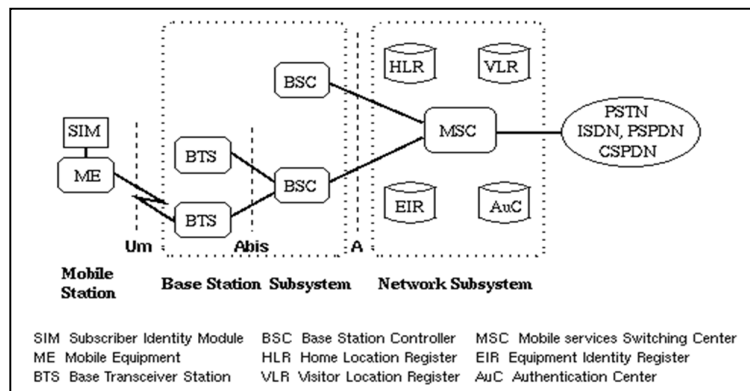 HLR
VLR
BSC
PSTN
ISDN, PSPDN
CSPDN
MSC
SIM
BTS
ME
BSC
EIR
AuC
BTS
Um
Abis
A
Mobile
Station
Base Station Subsystem
Network Subsystem
SIM Subscriber Identity Module BSC Base Station Controller MSC Mobile services Switching Center
ME Mobile Equipment HLR Home Location Register EIR Equipment Identity Register
BTS Base Transceiver Station VLR Visitor Location Register AuC Authentication Center